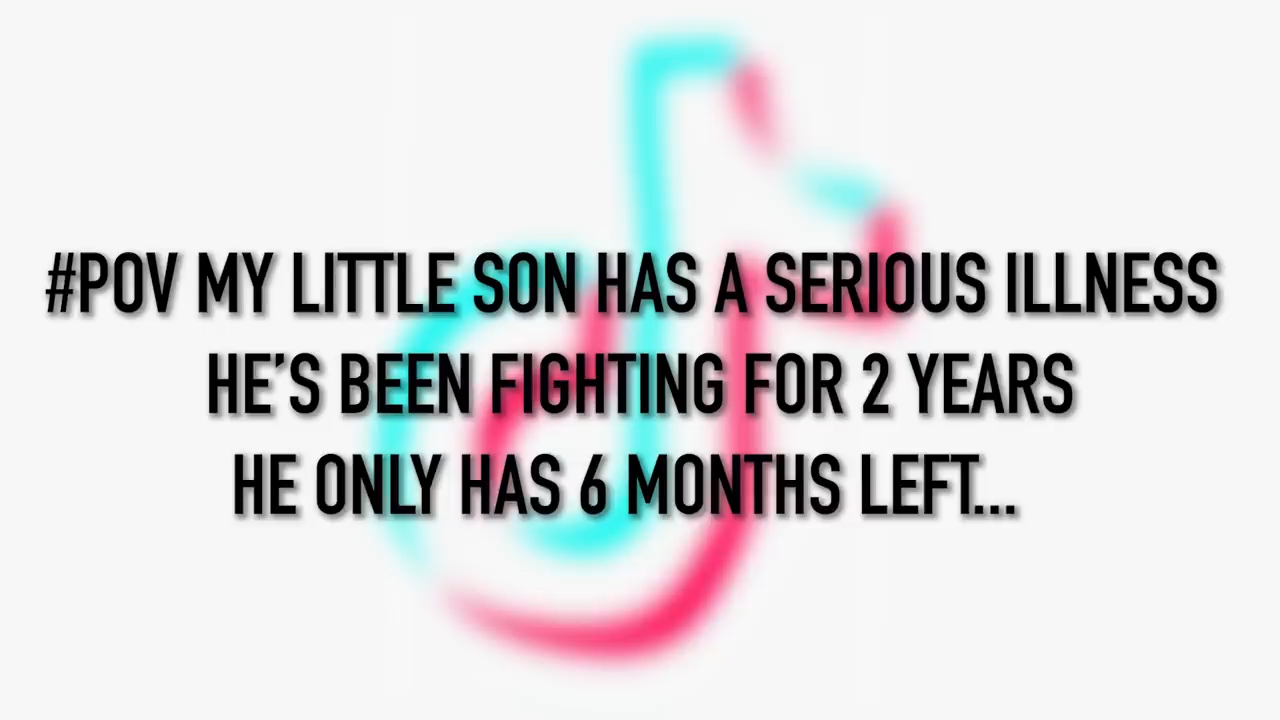 #POV MY LITTLE SON HAS A SERIOUS ILLNESS
HE'S BEEN FIGHTING FOR 2 YEARS
HE ONLY HAS 6 MONTHS LEFT...